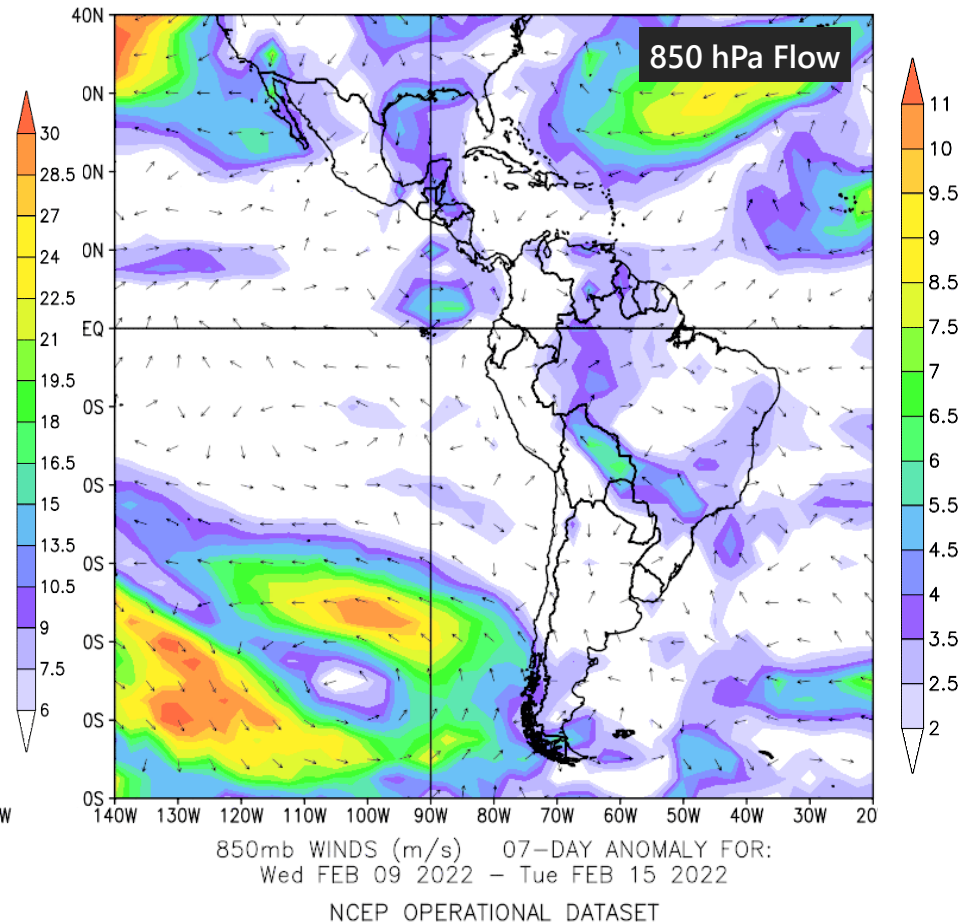 850 hPa Flow
40N
0N
0N
0N
EQ
0S
0S
0S
0S
0S
0S
140W 130W 120W 110W 100W 90W 80W 70W 60W 50W 40W 30W 20
W
30
28.5
27
24
22.5
21
19.5
18
16.5
15
13.5
10.5
9
7.5
6
11
10
9.5
9
8.5
7.5
7
6.5
6
5.5
4.5
4
3.5
2.5
2
850mb WINDS (m/s) 07-DAY ANOMALY FOR:
Wed FEB 09 2022 – Tue FEB 15 2022
NCEP OPERATIONAL DATASET